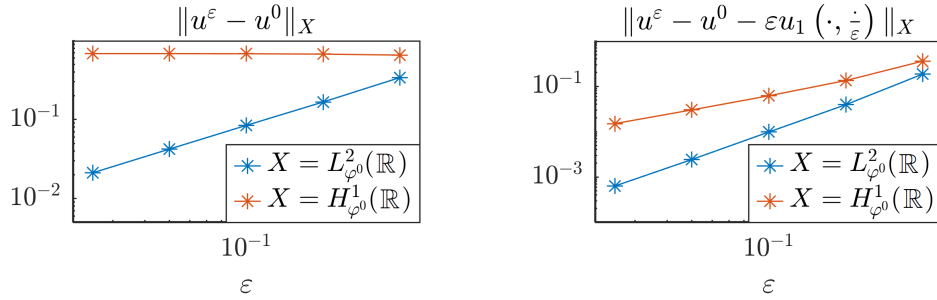 ‖u^ε − u^0‖_X
10^{-1}
10^{-2}
X = L^2_{φ^0}(ℝ)
X = H^1_{φ^0}(ℝ)
10^{-1}
ε
‖u^ε − u^0 − εu_1 (·, ·/ε) ‖_X
10^{-1}
10^{-3}
X = L^2_{φ^0}(ℝ)
X = H^1_{φ^0}(ℝ)
10^{-1}
ε